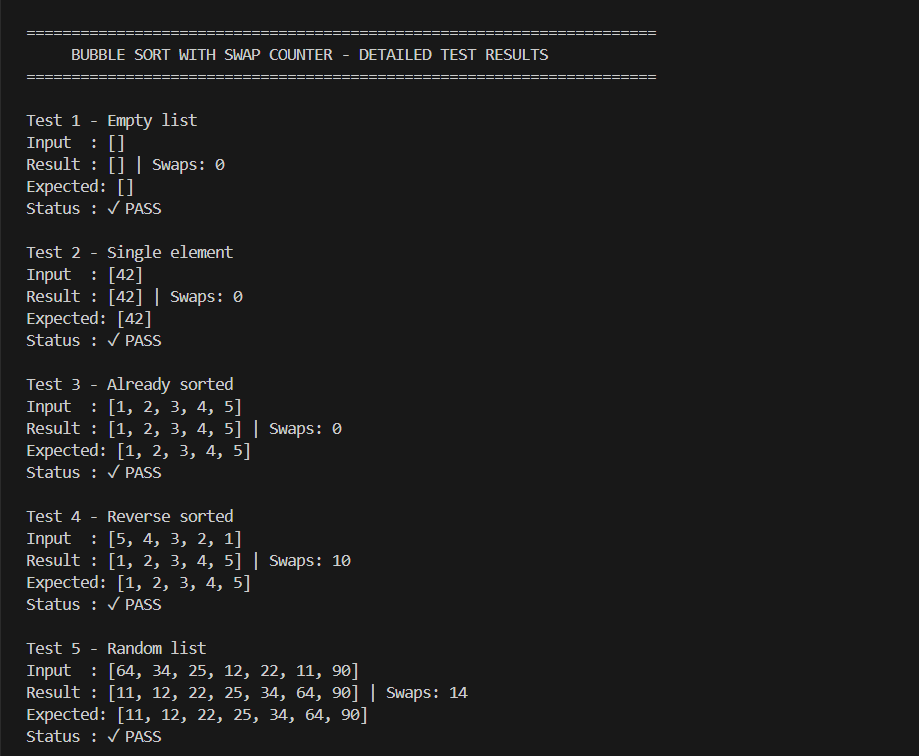 ======================================================================
     BUBBLE SORT WITH SWAP COUNTER - DETAILED TEST RESULTS
======================================================================

Test 1 - Empty list
Input  : []
Result : [] | Swaps: 0
Expected: []
Status : ✓ PASS

Test 2 - Single element
Input  : [42]
Result : [42] | Swaps: 0
Expected: [42]
Status : ✓ PASS

Test 3 - Already sorted
Input  : [1, 2, 3, 4, 5]
Result : [1, 2, 3, 4, 5] | Swaps: 0
Expected: [1, 2, 3, 4, 5]
Status : ✓ PASS

Test 4 - Reverse sorted
Input  : [5, 4, 3, 2, 1]
Result : [1, 2, 3, 4, 5] | Swaps: 10
Expected: [1, 2, 3, 4, 5]
Status : ✓ PASS

Test 5 - Random list
Input  : [64, 34, 25, 12, 22, 11, 90]
Result : [11, 12, 22, 25, 34, 64, 90] | Swaps: 14
Expected: [11, 12, 22, 25, 34, 64, 90]
Status : ✓ PASS